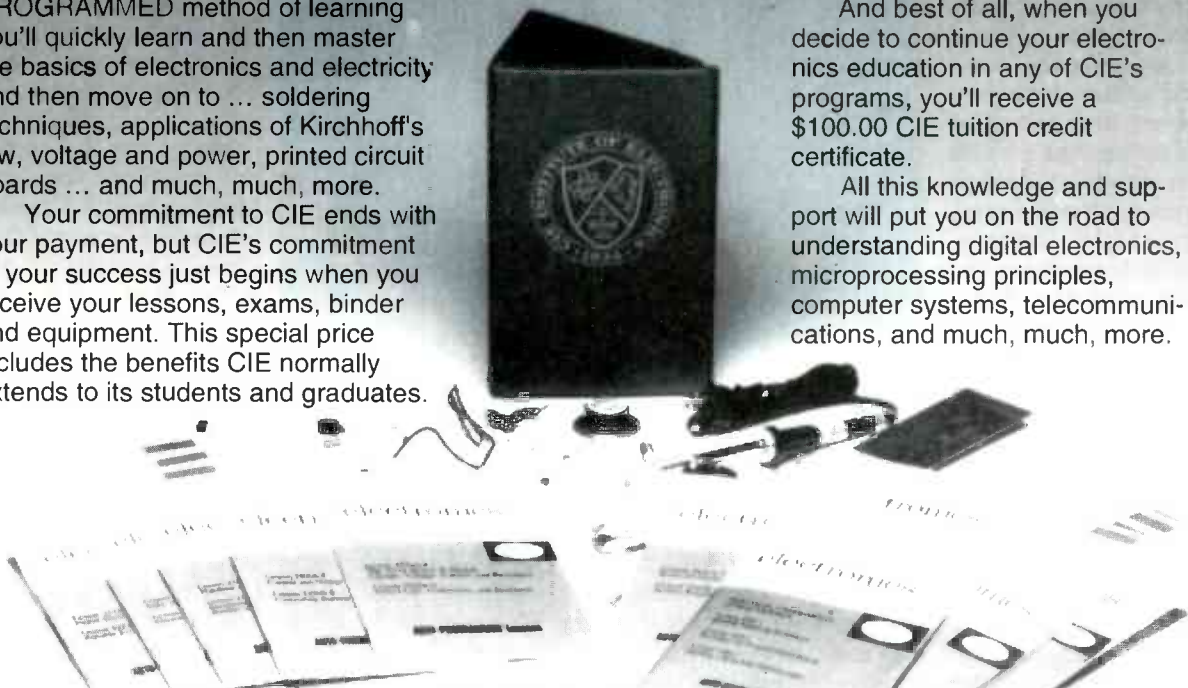 PROGRAMMED method of learning
ou'll quickly learn and then master
e basics of electronics and electricity
nd then move on to ... soldering
chniques, applications of Kirchhoff's
w, voltage and power, printed circuit
oards ... and much, much, more.
Your commitment to CIE ends with
our payment, but CIE's commitment
your success just begins when you
ceive your lessons, exams, binder
nd equipment. This special price
cludes the benefits CIE normally
xtends to its students and graduates.
And best of all, when you
decide to continue your electro-
nics education in any of CIE's
programs, you'll receive a
$100.00 CIE tuition credit
certificate.
All this knowledge and sup-
port will put you on the road to
understanding digital electronics,
microprocessing principles,
computer systems, telecommuni-
cations, and much, much, more.
electronics
electronics